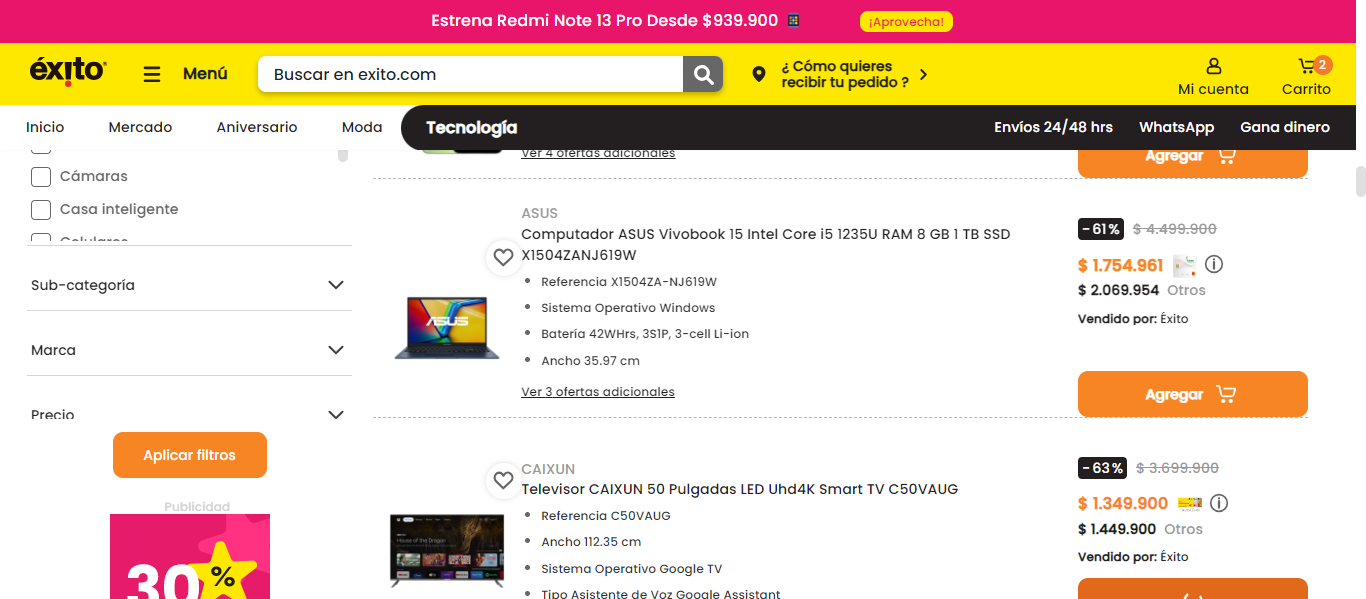 Estrena Redmi Note 13 Pro Desde $939.900
¡Aprovecha!
éxito
Menú
Buscar en exito.com
¿ Cómo quieres
recibir tu pedido ?
Mi cuenta
2
Carrito
Inicio
Mercado
Aniversario
Moda
Tecnología
Envíos 24/48 hrs
WhatsApp
Gana dinero
Cámaras
Casa inteligente
Celulares
Sub-categoría
Marca
Precio
Aplicar filtros
Publicidad
30%
Ver 4 ofertas adicionales
Agregar
ASUS
Computador ASUS Vivobook 15 Intel Core i5 1235U RAM 8 GB 1 TB SSD
X1504ZANJ619W
Referencia X1504ZA-NJ619W
Sistema Operativo Windows
Batería 42WHrs, 3S1P, 3-cell Li-ion
Ancho 35.97 cm
Ver 3 ofertas adicionales
ASUS
-61% $ 4.499.900
$ 1.754.961
$ 2.069.954 Otros
Vendido por: Éxito
Agregar
CAIXUN
Televisor CAIXUN 50 Pulgadas LED Uhd4K Smart TV C50VAUG
Referencia C50VAUG
Ancho 112.35 cm
Sistema Operativo Google TV
Tipo Asistente de Voz Google Assistant
House of the Dragon
-63% $ 3.699.900
$ 1.349.900
$ 1.449.900 Otros
Vendido por: Éxito